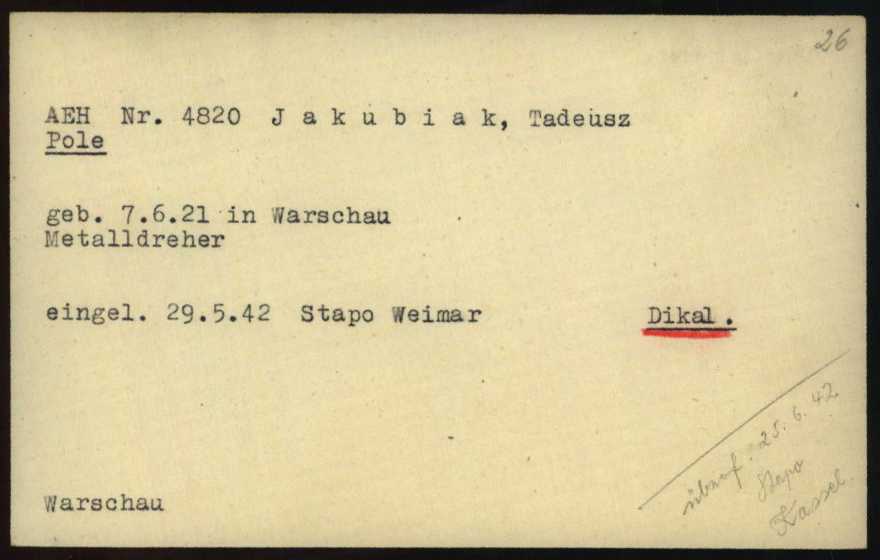 26
AEH Nr. 4820 J a k u b i a k, Tadeusz
Pole
geb. 7.6.21 in Warschau
Metalldreher
eingel. 29.5.42 Stapo Weimar Dikal.
25.6.42
Stapo
Kassel.
Warschau